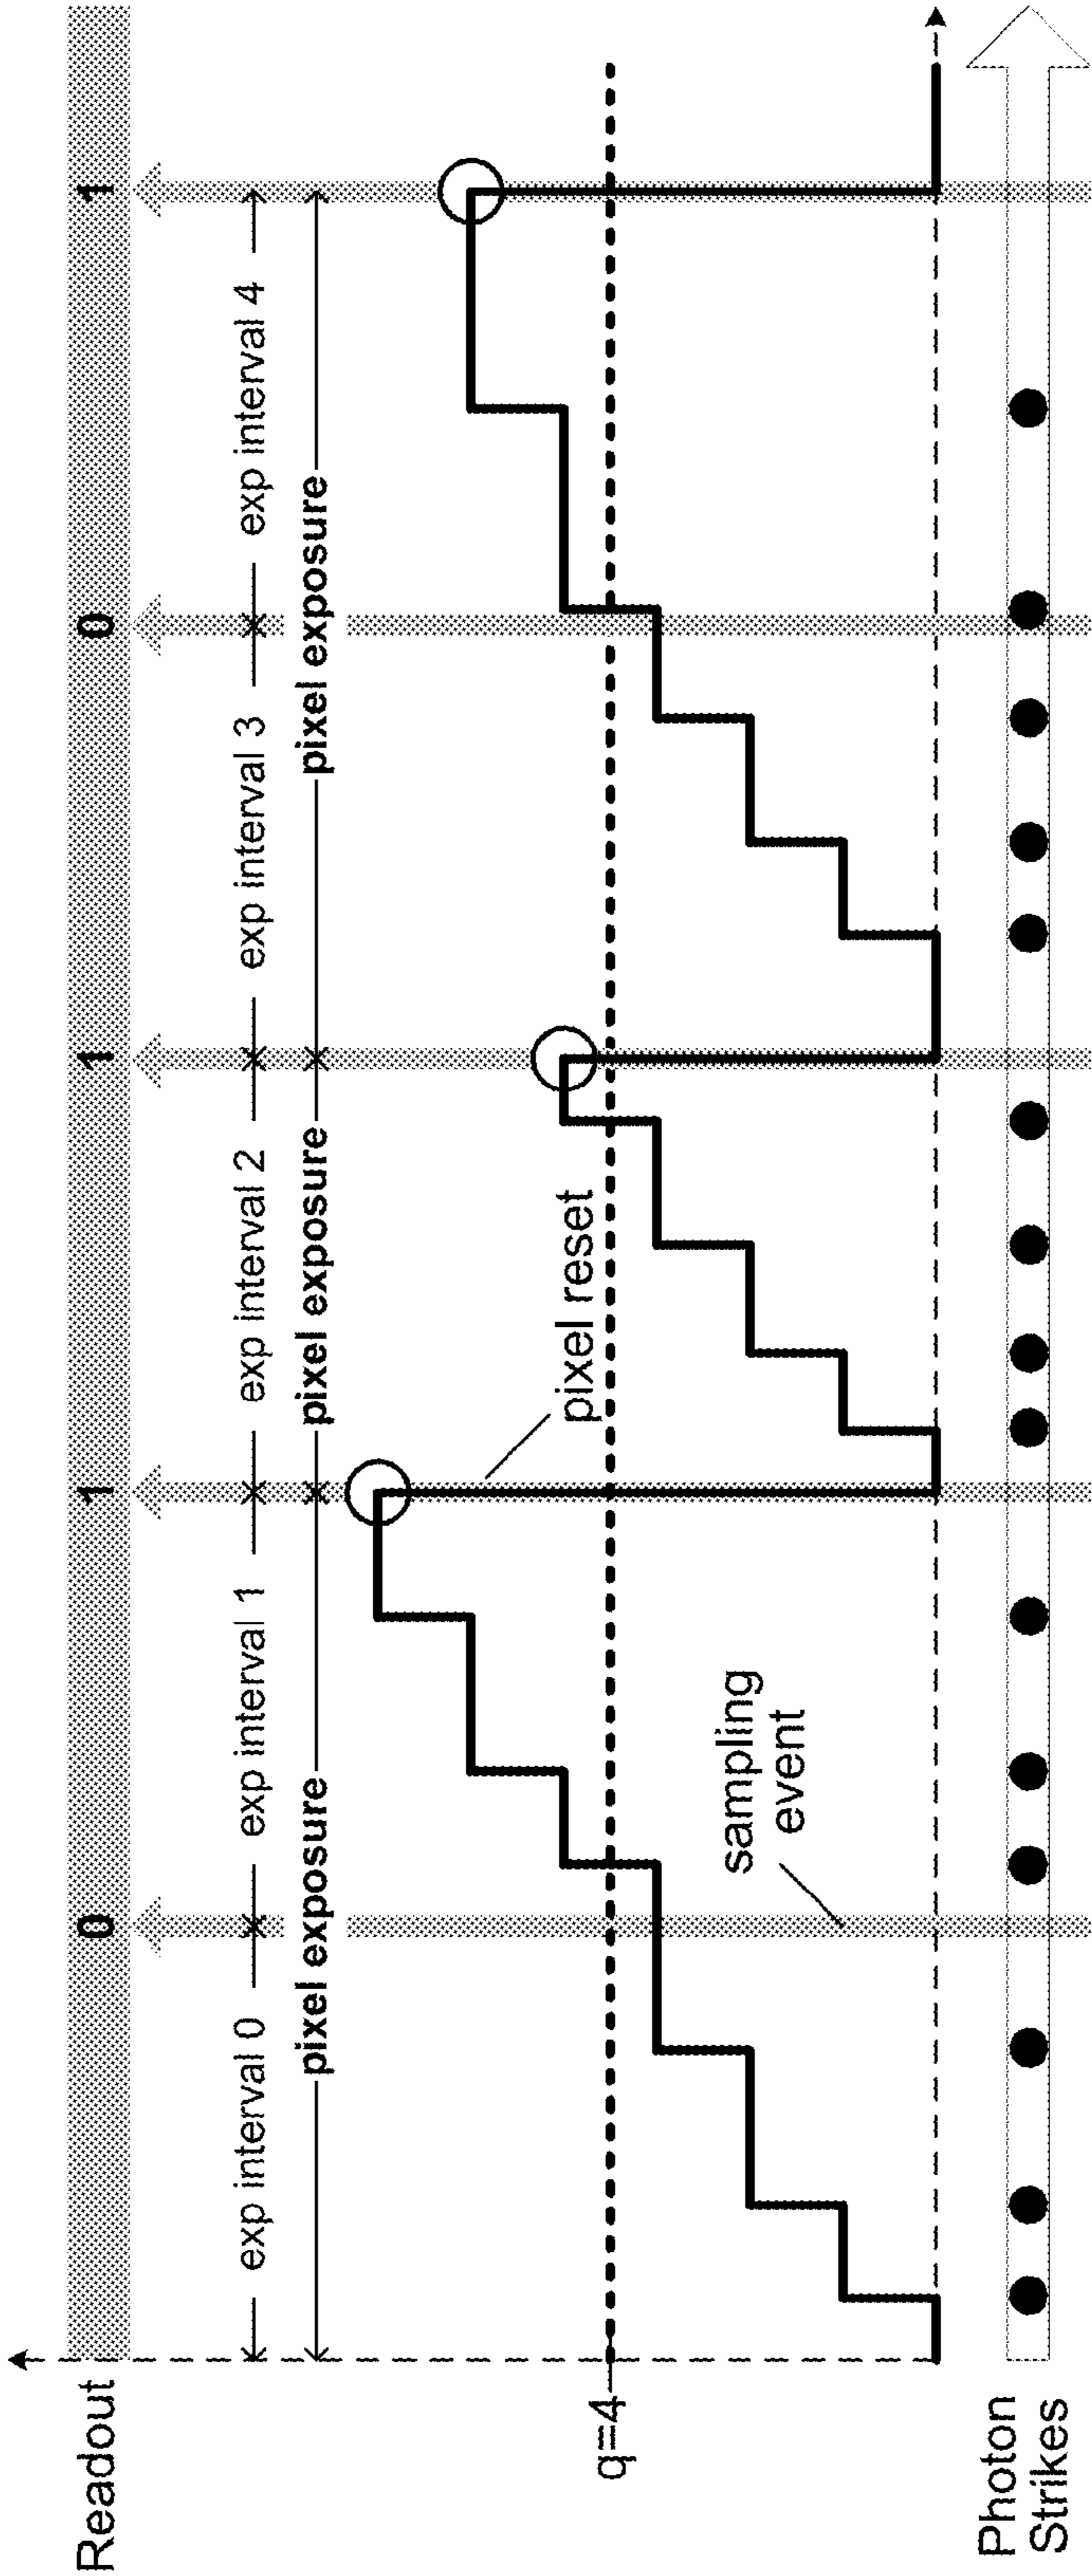 Readout
0 1 1 0 1
exp interval 0 exp interval 1 exp interval 2 exp interval 3 exp interval 4
pixel exposure pixel exposure pixel exposure
pixel reset
q=4
sampling
event
Photon
Strikes